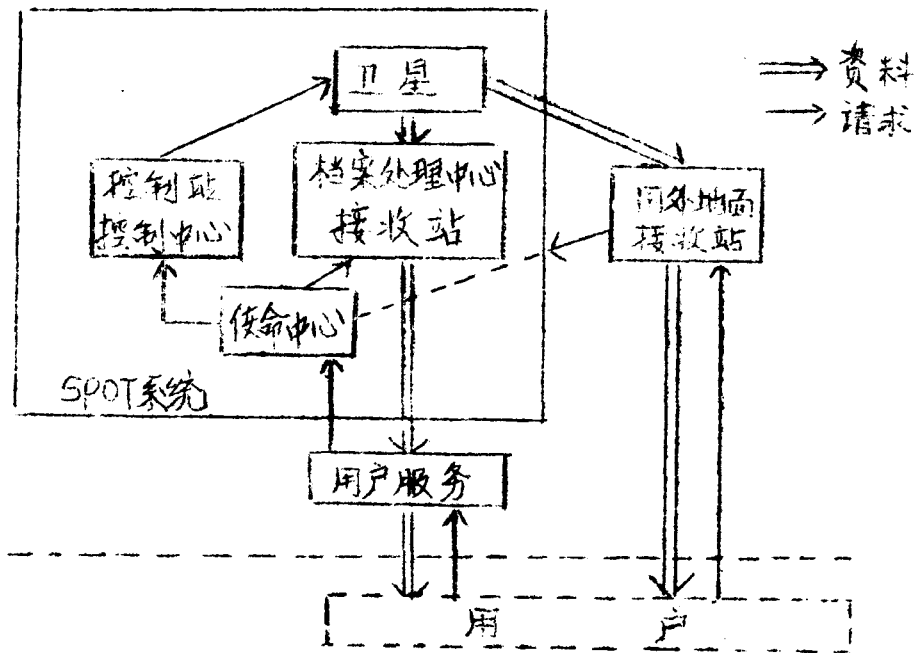 卫星
资料
请求
控制站
控制中心
档案处理中心
接收站
国外地面
接收站
使命中心
SPOT系统
用户服务
用户